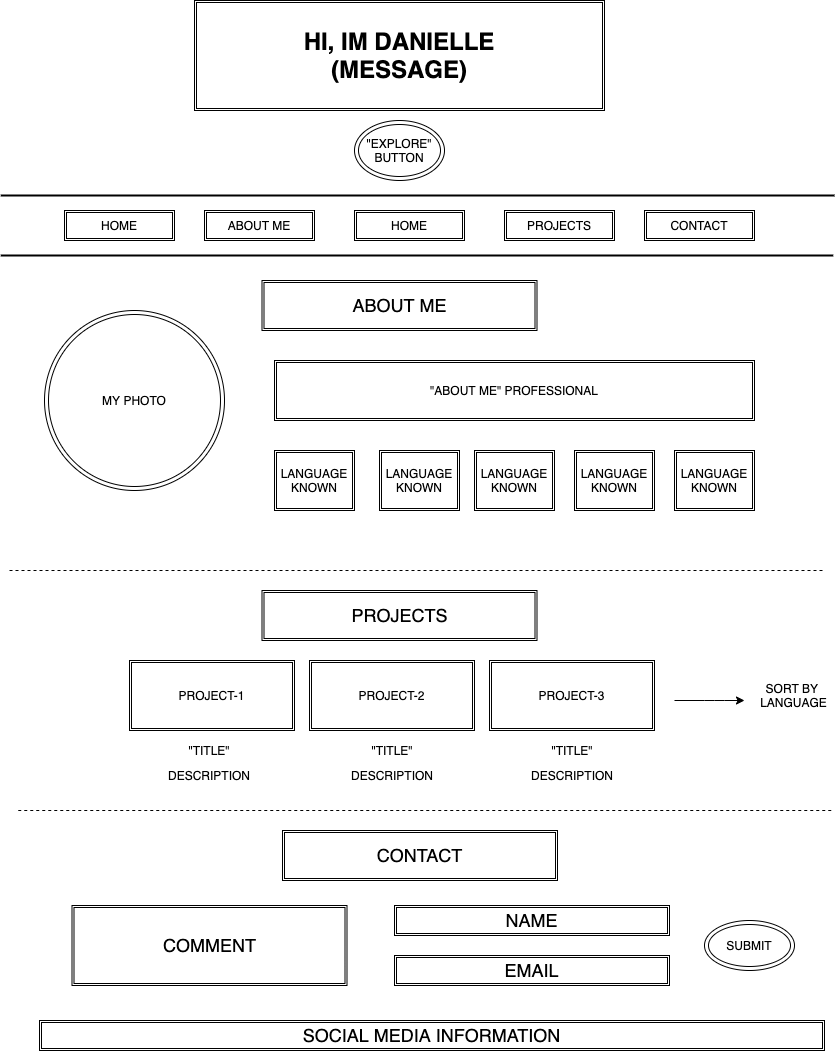 HI, IM DANIELLE
(MESSAGE)
"EXPLORE"
BUTTON
HOME
ABOUT ME
HOME
PROJECTS
CONTACT
ABOUT ME
MY PHOTO
"ABOUT ME" PROFESSIONAL
LANGUAGE
KNOWN
LANGUAGE
KNOWN
LANGUAGE
KNOWN
LANGUAGE
KNOWN
LANGUAGE
KNOWN
PROJECTS
PROJECT-1
PROJECT-2
PROJECT-3
SORT BY
LANGUAGE
"TITLE"
"TITLE"
"TITLE"
DESCRIPTION
DESCRIPTION
DESCRIPTION
CONTACT
COMMENT
NAME
EMAIL
SUBMIT
SOCIAL MEDIA INFORMATION